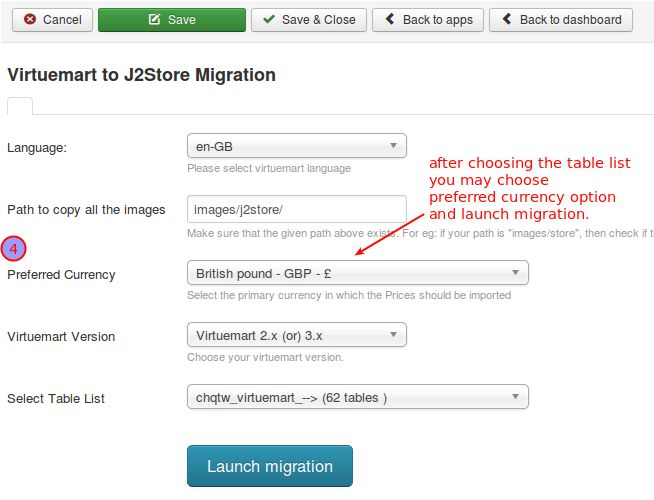 Cancel Save Save & Close Back to apps Back to dashboard
Virtuemart to J2Store Migration
Language: en-GB
Please select virtuemart language
after choosing the table list
you may choose
preferred currency option
and launch migration.
Path to copy all the images images/j2store/
Make sure that the given path above exists. For eg: if your path is "images/store", then check if
4
Preferred Currency British pound - GBP - £
Select the primary currency in which the Prices should be imported
Virtuemart Version Virtuemart 2.x (or) 3.x
Choose your virtuemart version.
Select Table List chqtw_virtuemart_--> (62 tables )
Launch migration